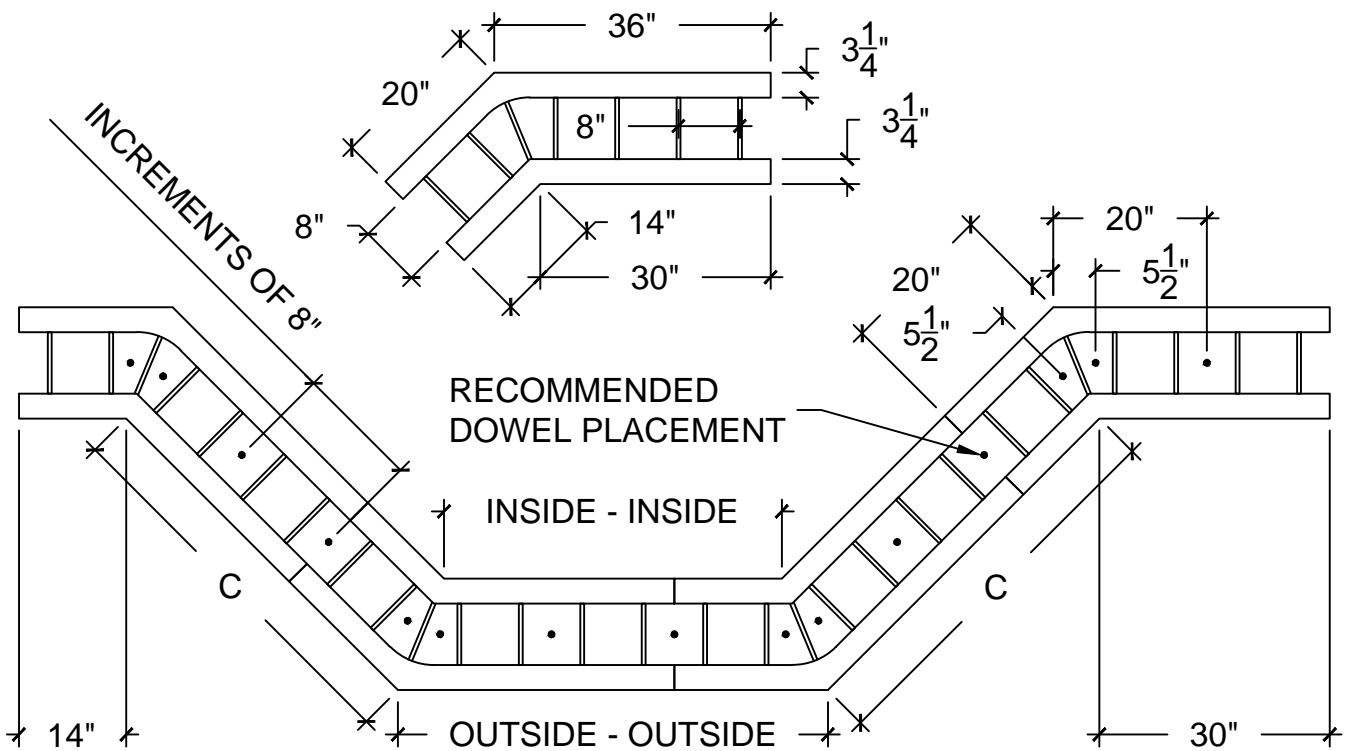 36"
3 1/4"
20"
8"
3 1/4"
INCREMENTS OF 8"
8"
14"
30"
20"
20"
5 1/2"
5 1/2"
RECOMMENDED
DOWEL PLACEMENT
INSIDE - INSIDE
C
C
14"
OUTSIDE - OUTSIDE
30"